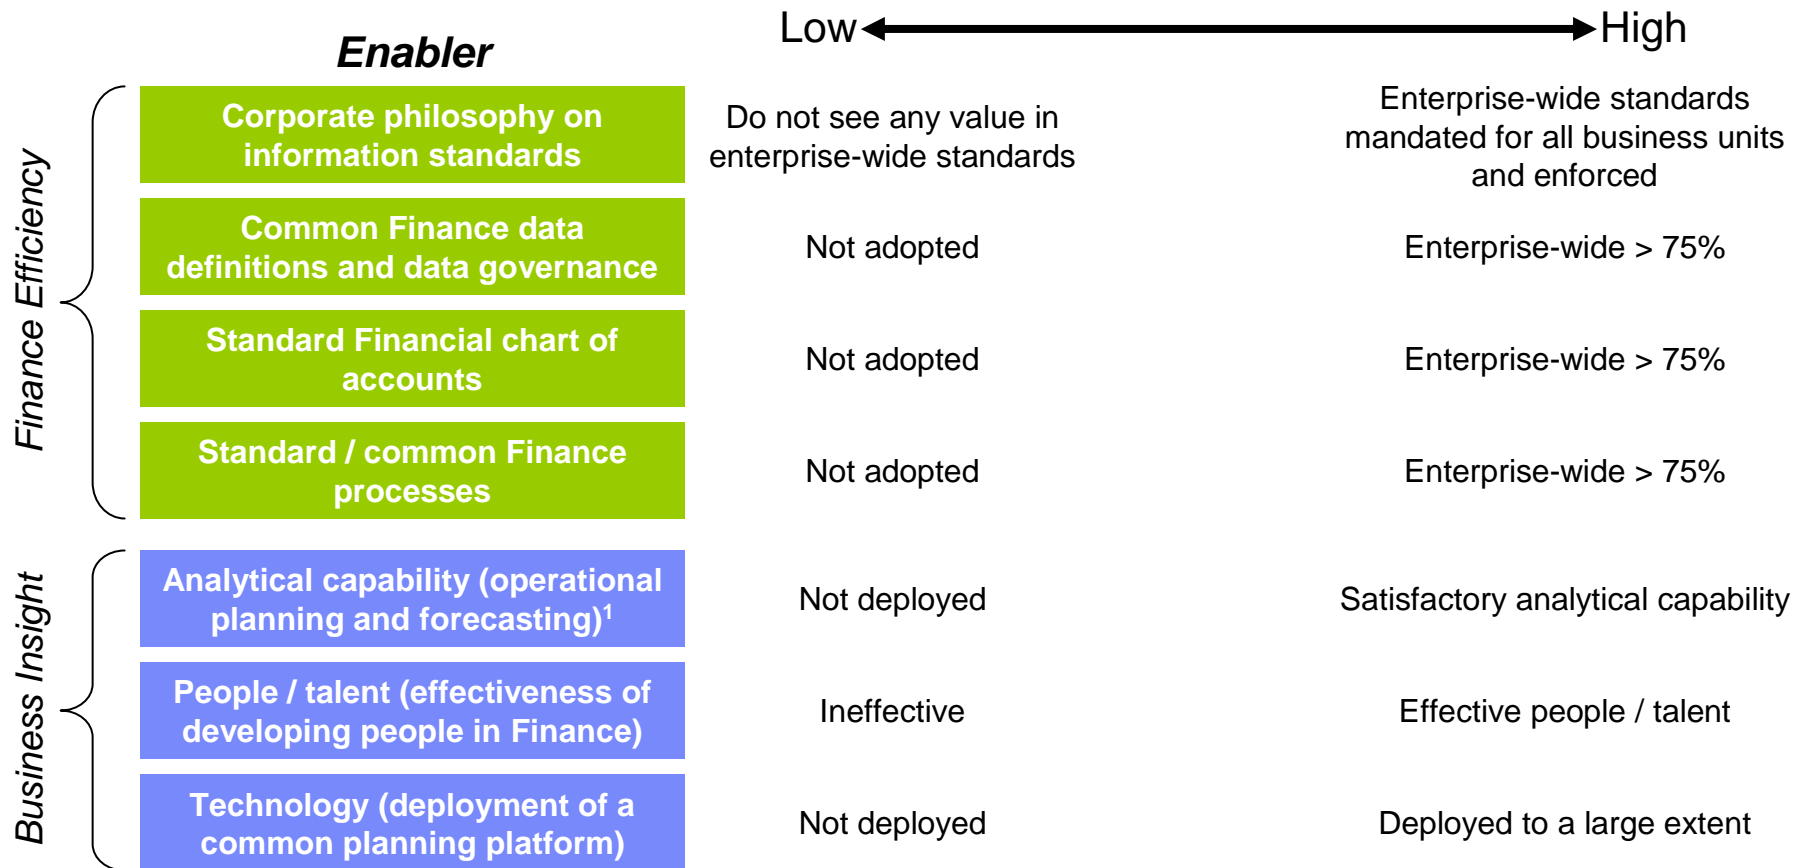 Enabler
Low
High
Finance Efficiency
Corporate philosophy on
information standards
Do not see any value in
enterprise-wide standards
Enterprise-wide standards
mandated for all business units
and enforced
Common Finance data
definitions and data governance
Not adopted
Enterprise-wide > 75%
Standard Financial chart of
accounts
Not adopted
Enterprise-wide > 75%
Standard / common Finance
processes
Not adopted
Enterprise-wide > 75%
Business Insight
Analytical capability (operational
planning and forecasting)¹
Not deployed
Satisfactory analytical capability
People / talent (effectiveness of
developing people in Finance)
Ineffective
Effective people / talent
Technology (deployment of a
common planning platform)
Not deployed
Deployed to a large extent